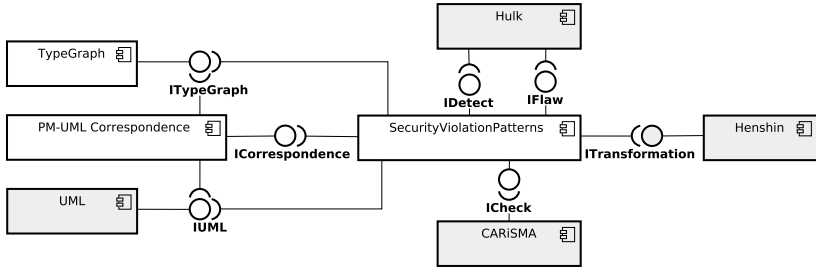 Hulk
TypeGraph
ITypeGraph
IDetect
IFlaw
PM-UML Correspondence
SecurityViolationPatterns
Henshin
ICorrespondence
ITransformation
UML
IUML
ICheck
CARiSMA